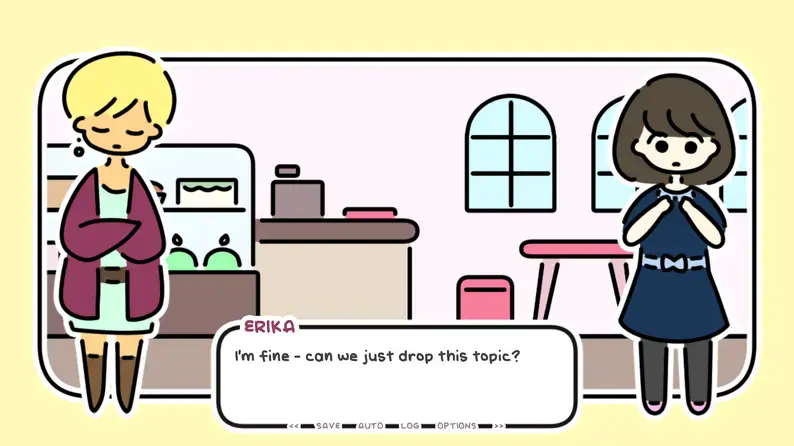 ERIKA
I'm fine - can we just drop this topic?
<< SAVE AUTO LOG OPTIONS >>